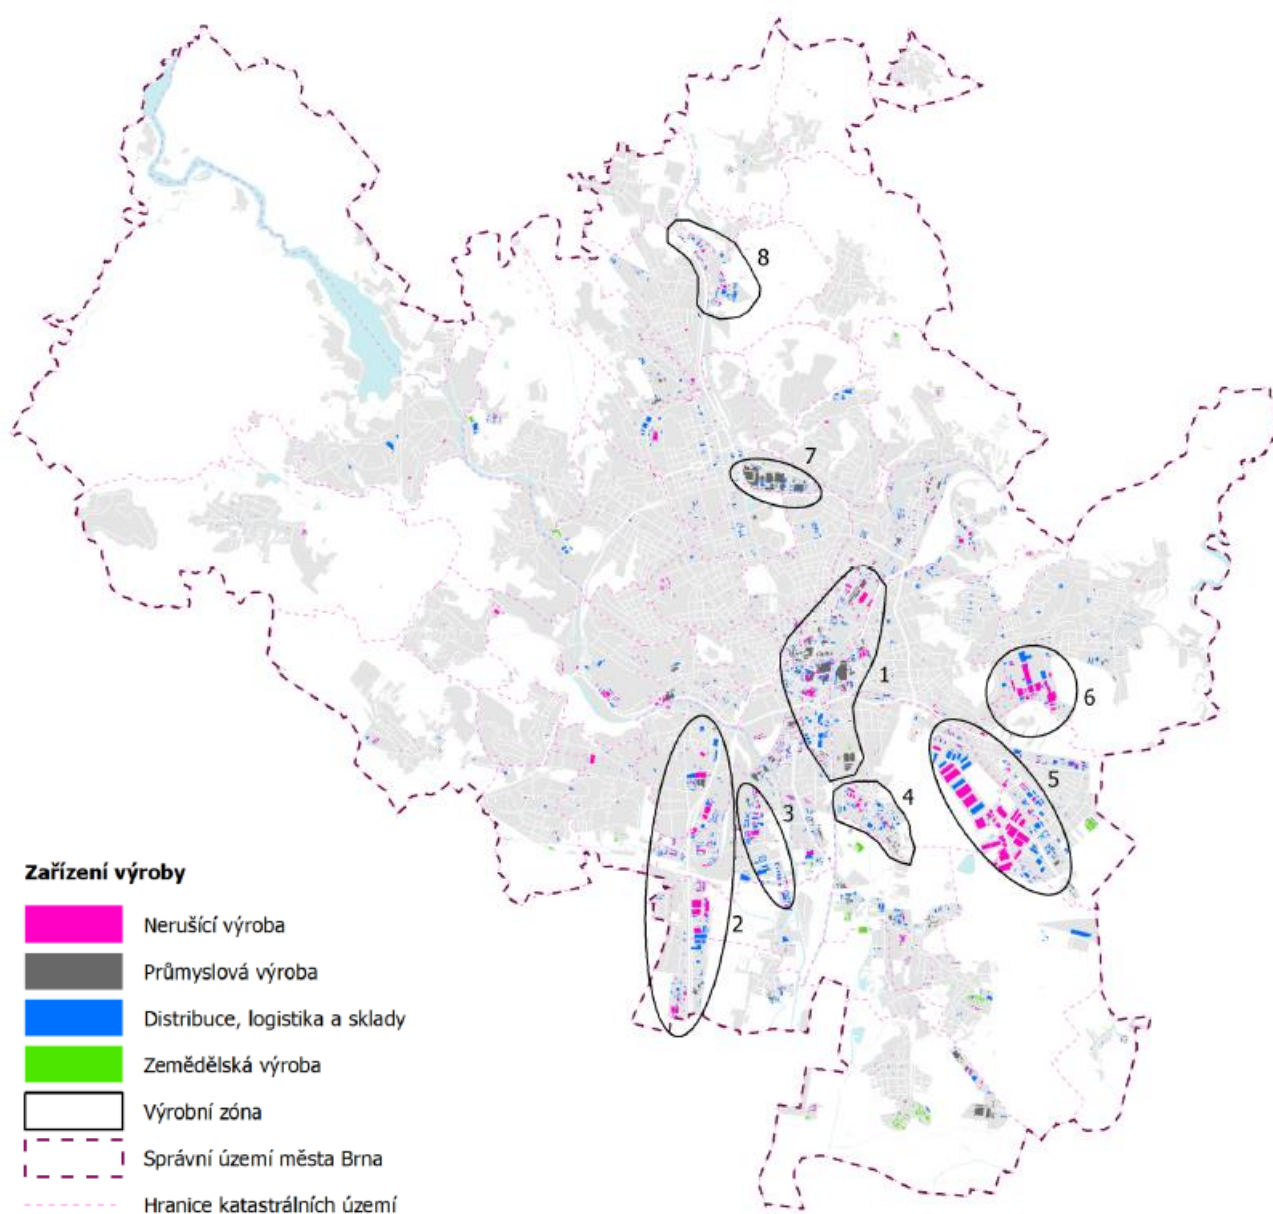 8
7
1
6
5
4
3
2
Zařízení výroby
Nerušící výroba
Průmyslová výroba
Distribuce, logistika a sklady
Zemědělská výroba
Výrobní zóna
Správní území města Brna
Hranice katastrálních území